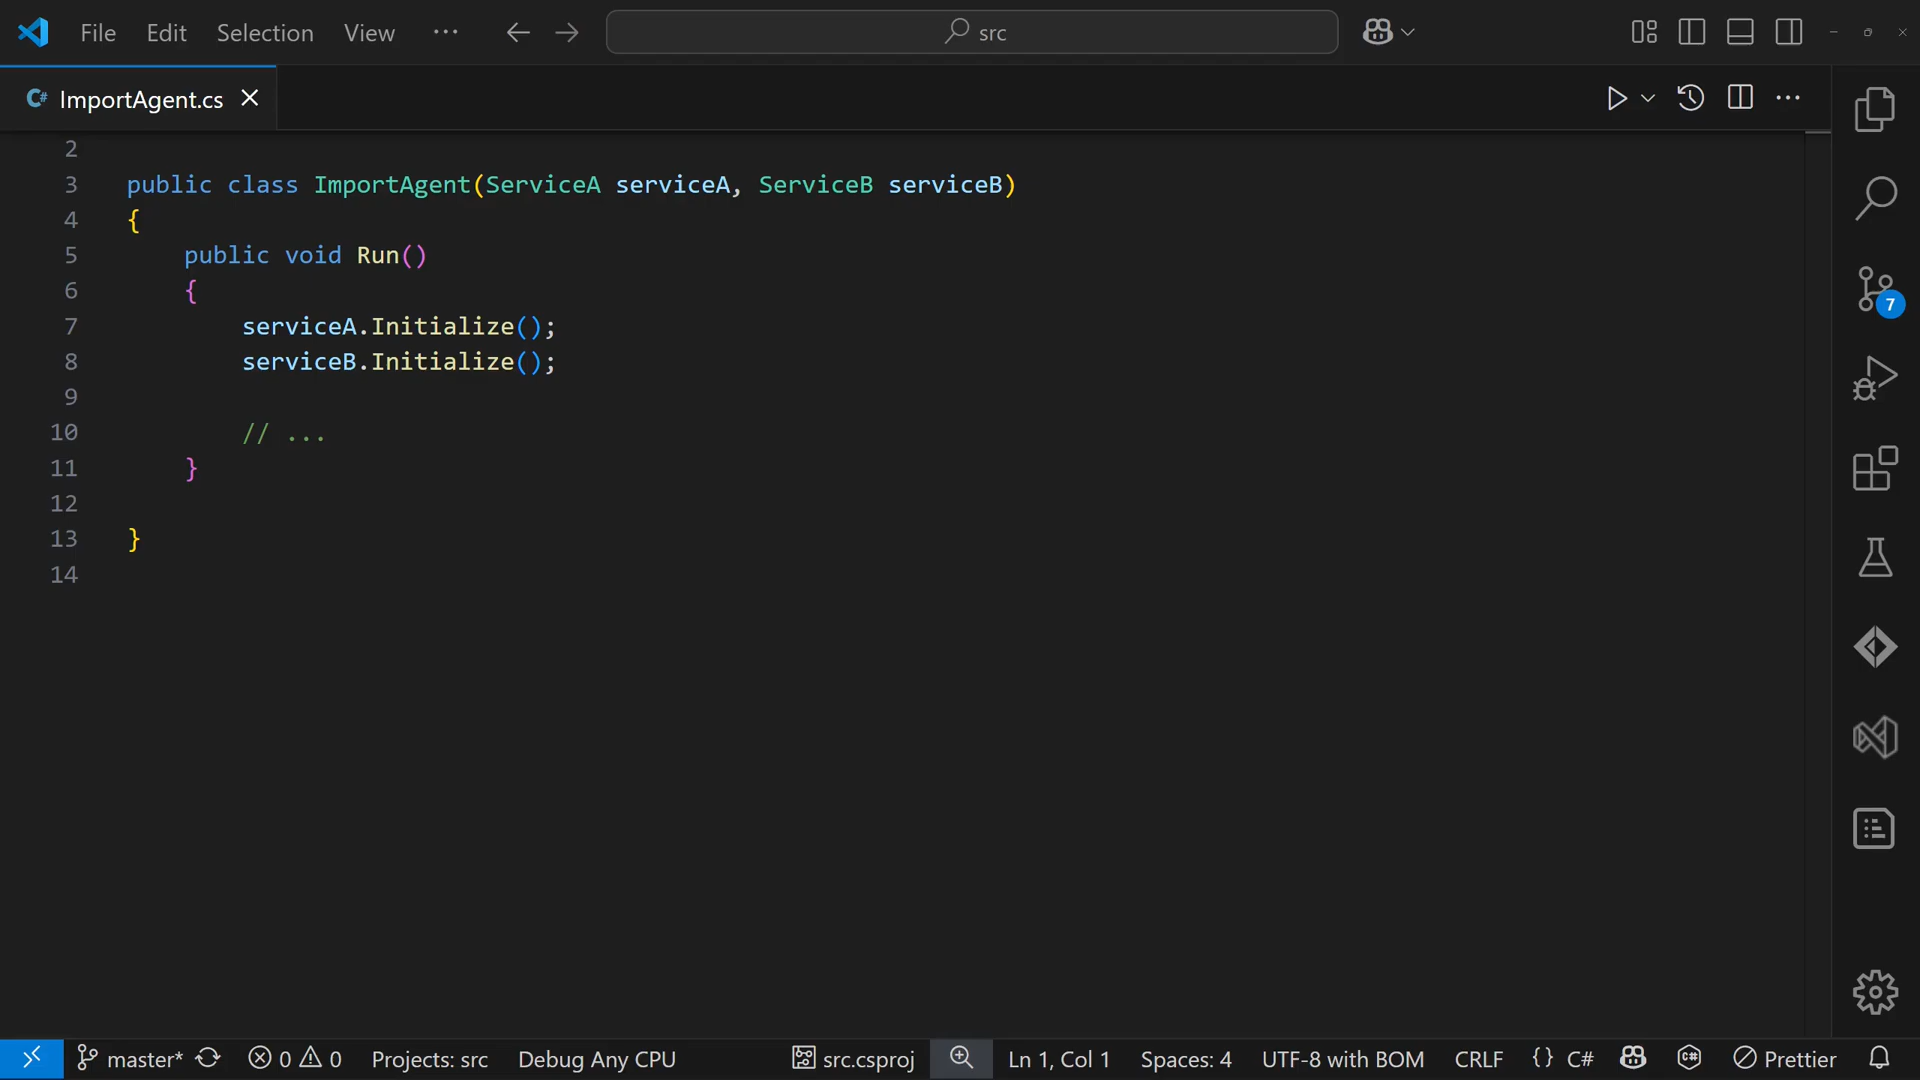 File Edit Selection View ··· src
C# ImportAgent.cs
2
3 public class ImportAgent(ServiceA serviceA, ServiceB serviceB)
4 {
5 public void Run()
6 {
7 serviceA.Initialize();
8 serviceB.Initialize();
9
10 // ...
11 }
12
13 }
14
7
master* 0 0 Projects: src Debug Any CPU src.csproj Ln 1, Col 1 Spaces: 4 UTF-8 with BOM CRLF {} C# Prettier